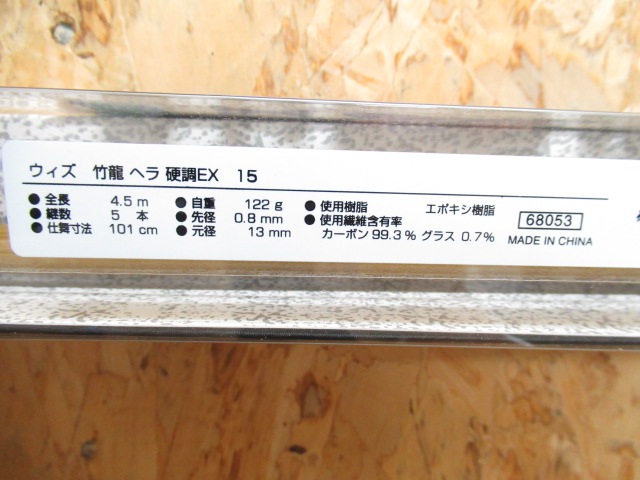 ウィズ 竹龍 ヘラ 硬調EX 15
● 全長 4.5 m ● 自重 122 g ● 使用樹脂 エポキシ樹脂
● 継数 5 本 ● 先径 0.8 mm ● 使用繊維含有率 68053
● 仕舞寸法 101 cm ● 元径 13 mm カーボン 99.3 % グラス 0.7 % MADE IN CHINA